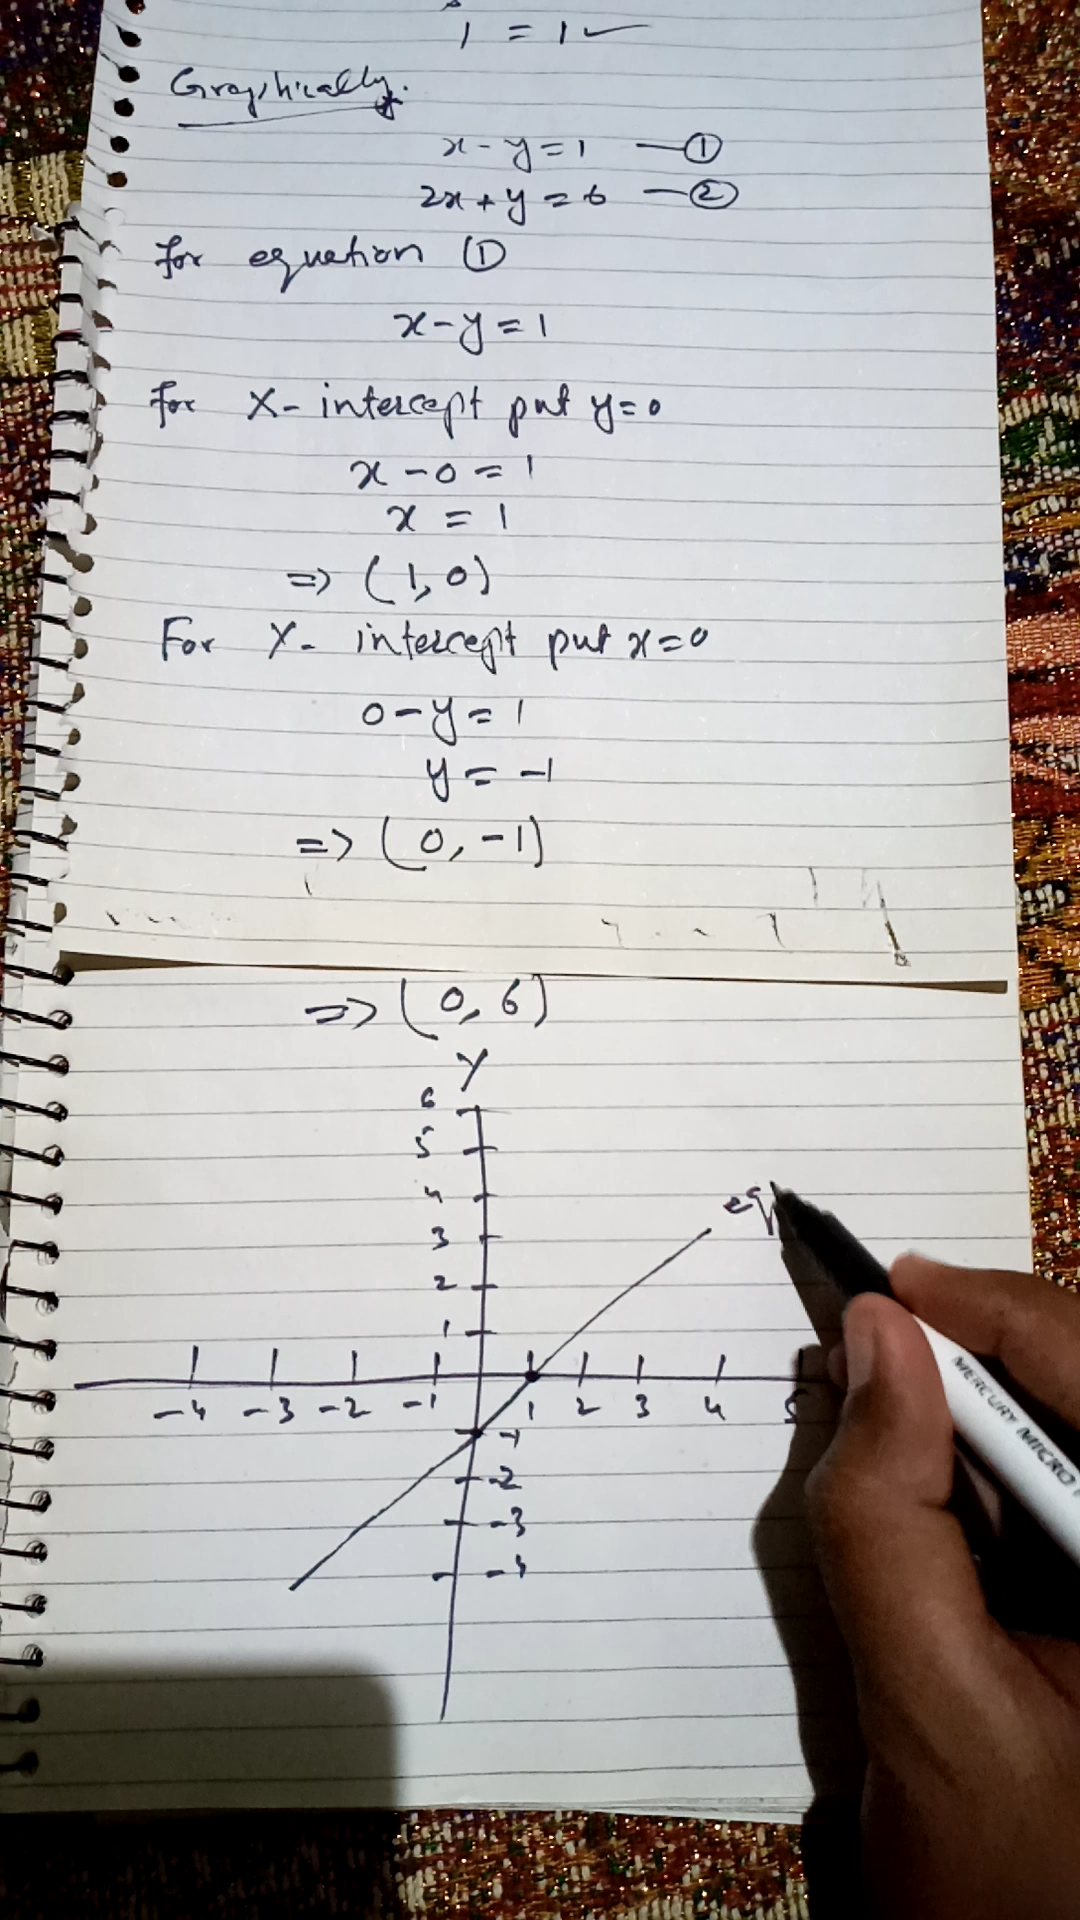 1 = 1 ✓
Graphically.
x - y = 1 — ①
2x + y = 6 — ②
for equation ①
x - y = 1
for X- intercept put y=0
x - 0 = 1
x = 1
=> (1, 0)
For Y- intercept put x=0
0 - y = 1
y = -1
=> (0, -1)
=> (0, 6)
Y
6
5
4
eq
3
2
1
-4 -3 -2 -1 1 2 3 4 5
-1
-2
-3
-4
MERCURY MICRO